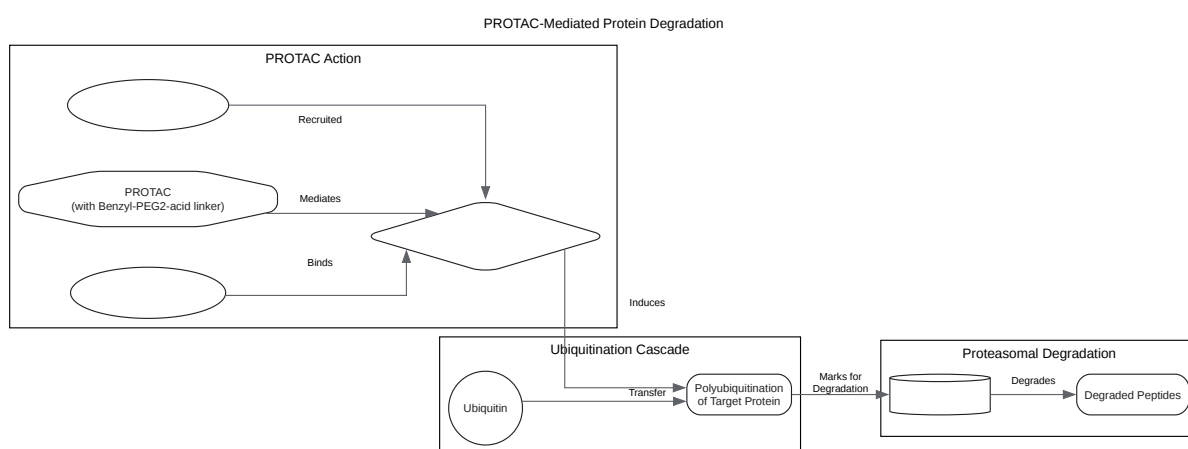 PROTAC-Mediated Protein Degradation
PROTAC Action
Recruited
PROTAC
(with Benzyl-PEG2-acid linker)
Mediates
Binds
Induces
Ubiquitination Cascade
Ubiquitin
Transfer
Polyubiquitination
of Target Protein
Marks for
Degradation
Proteasomal Degradation
Degrades
Degraded Peptides